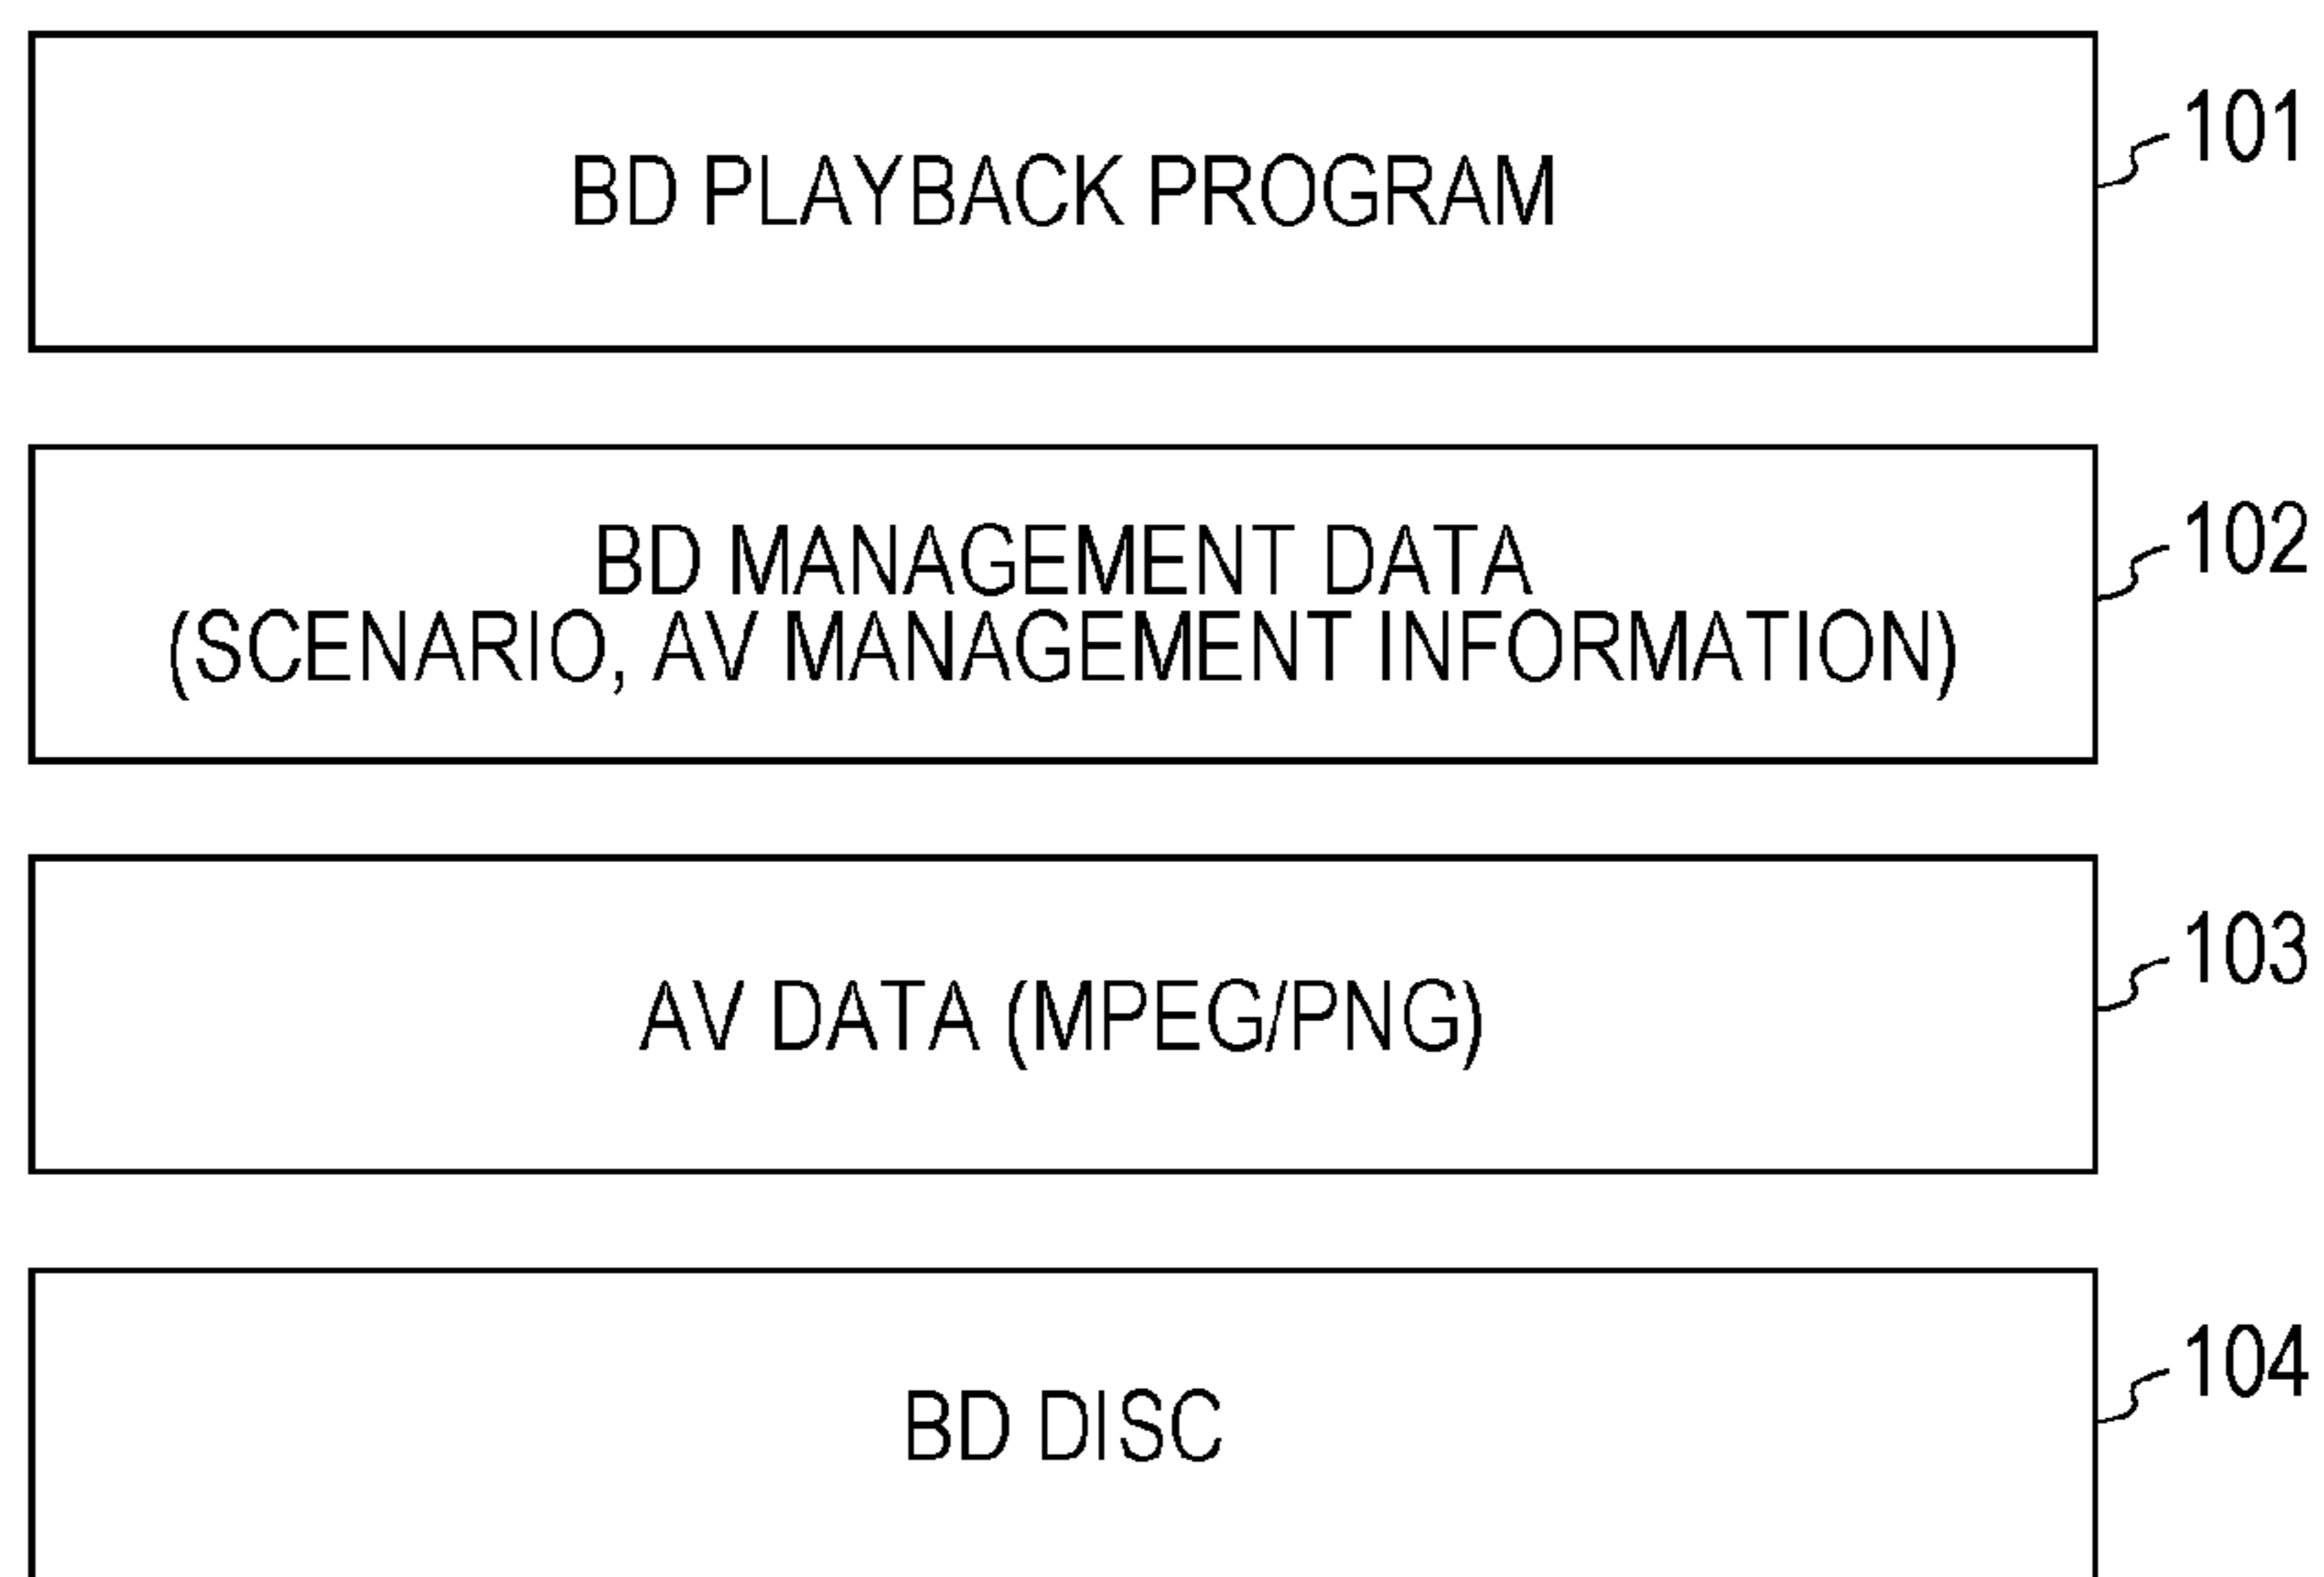 BD PLAYBACK PROGRAM
101
BD MANAGEMENT DATA
(SCENARIO, AV MANAGEMENT INFORMATION)
102
AV DATA (MPEG/PNG)
103
BD DISC
104